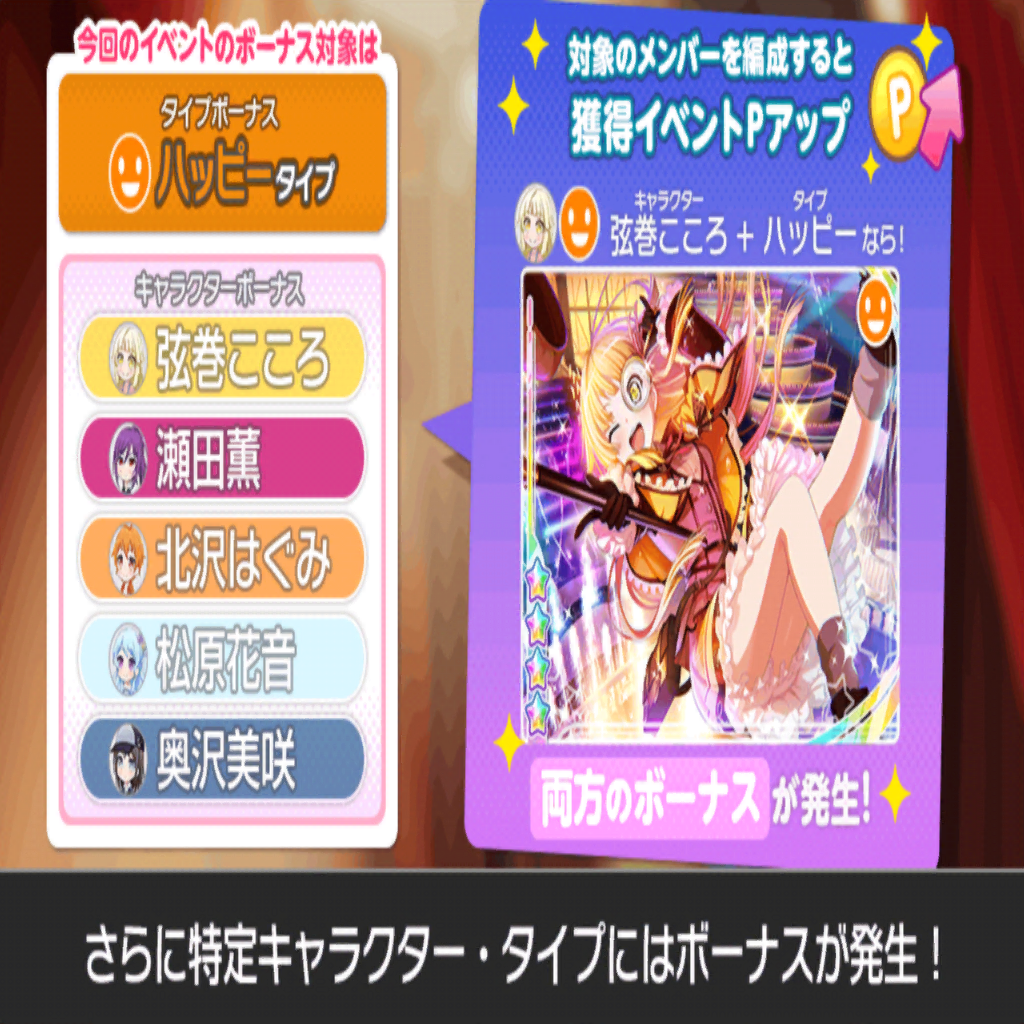 今回のイベントのボーナス対象は
タイプボーナス
ハッピータイプ
キャラクターボーナス
弦巻こころ
瀬田薫
北沢はぐみ
松原花音
奥沢美咲
対象のメンバーを編成すると
獲得イベントPアップ
P
キャラクター タイプ
弦巻こころ + ハッピーなら!
両方のボーナスが発生!
さらに特定キャラクター・タイプにはボーナスが発生!